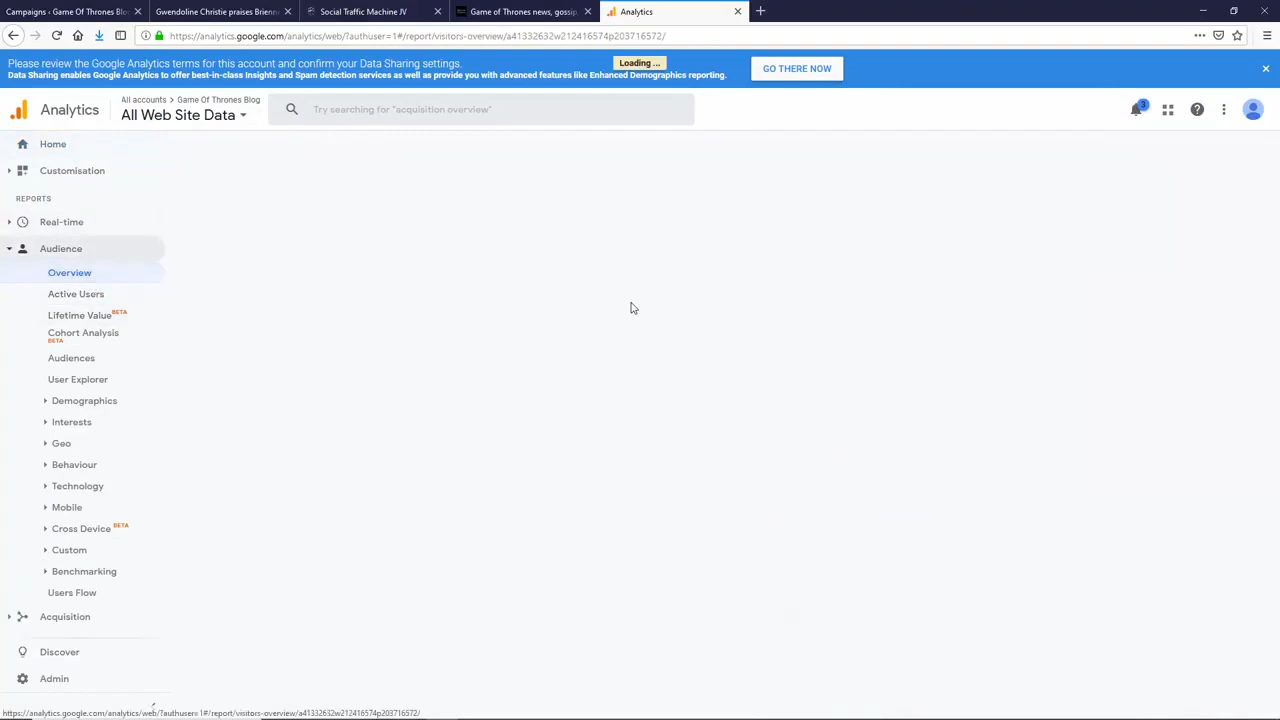 Campaigns ‹ Game Of Thrones Blo
Gwendoline Christie praises Brienne
Social Traffic Machine JV
Game of Thrones news, gossip,
Analytics
https://analytics.google.com/analytics/web/?authuser=1#/report/visitors-overview/a41332632w212416574p203716572/
Please review the Google Analytics terms for this account and confirm your Data Sharing settings.
Data Sharing enables Google Analytics to offer best-in-class Insights and Spam detection services as well as provide you with advanced features like Enhanced Demographics reporting.
Loading ...
GO THERE NOW
Analytics
All accounts > Game Of Thrones Blog
All Web Site Data
Try searching for "acquisition overview"
3
Home
Customisation
REPORTS
Real-time
Audience
Overview
Active Users
Lifetime Value BETA
Cohort Analysis
BETA
Audiences
User Explorer
Demographics
Interests
Geo
Behaviour
Technology
Mobile
Cross Device BETA
Custom
Benchmarking
Users Flow
Acquisition
Discover
Admin
https://analytics.google.com/analytics/web/?authuser=1#/report/visitors-overview/a41332632w212416574p203716572/